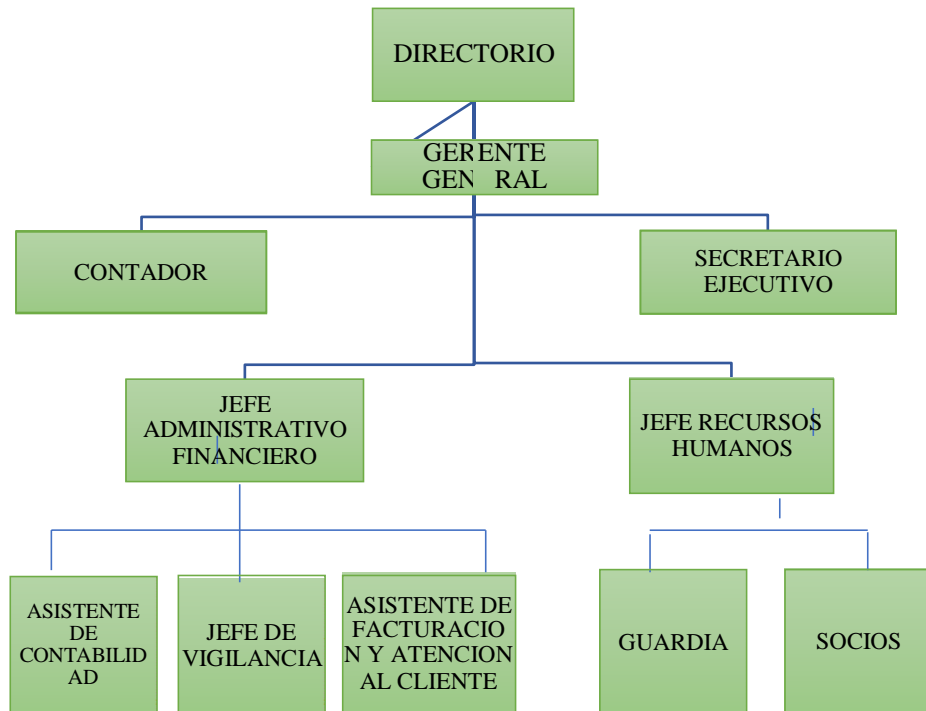 DIRECTORIO
GERENTE
GENERAL
CONTADOR
SECRETARIO
EJECUTIVO
JEFE
ADMINISTRATIVO
FINANCIERO
JEFE RECURSOS
HUMANOS
ASISTENTE
DE
CONTABILID
AD
JEFE DE
VIGILANCIA
ASISTENTE DE
FACTURACIO
N Y ATENCION
AL CLIENTE
GUARDIA
SOCIOS